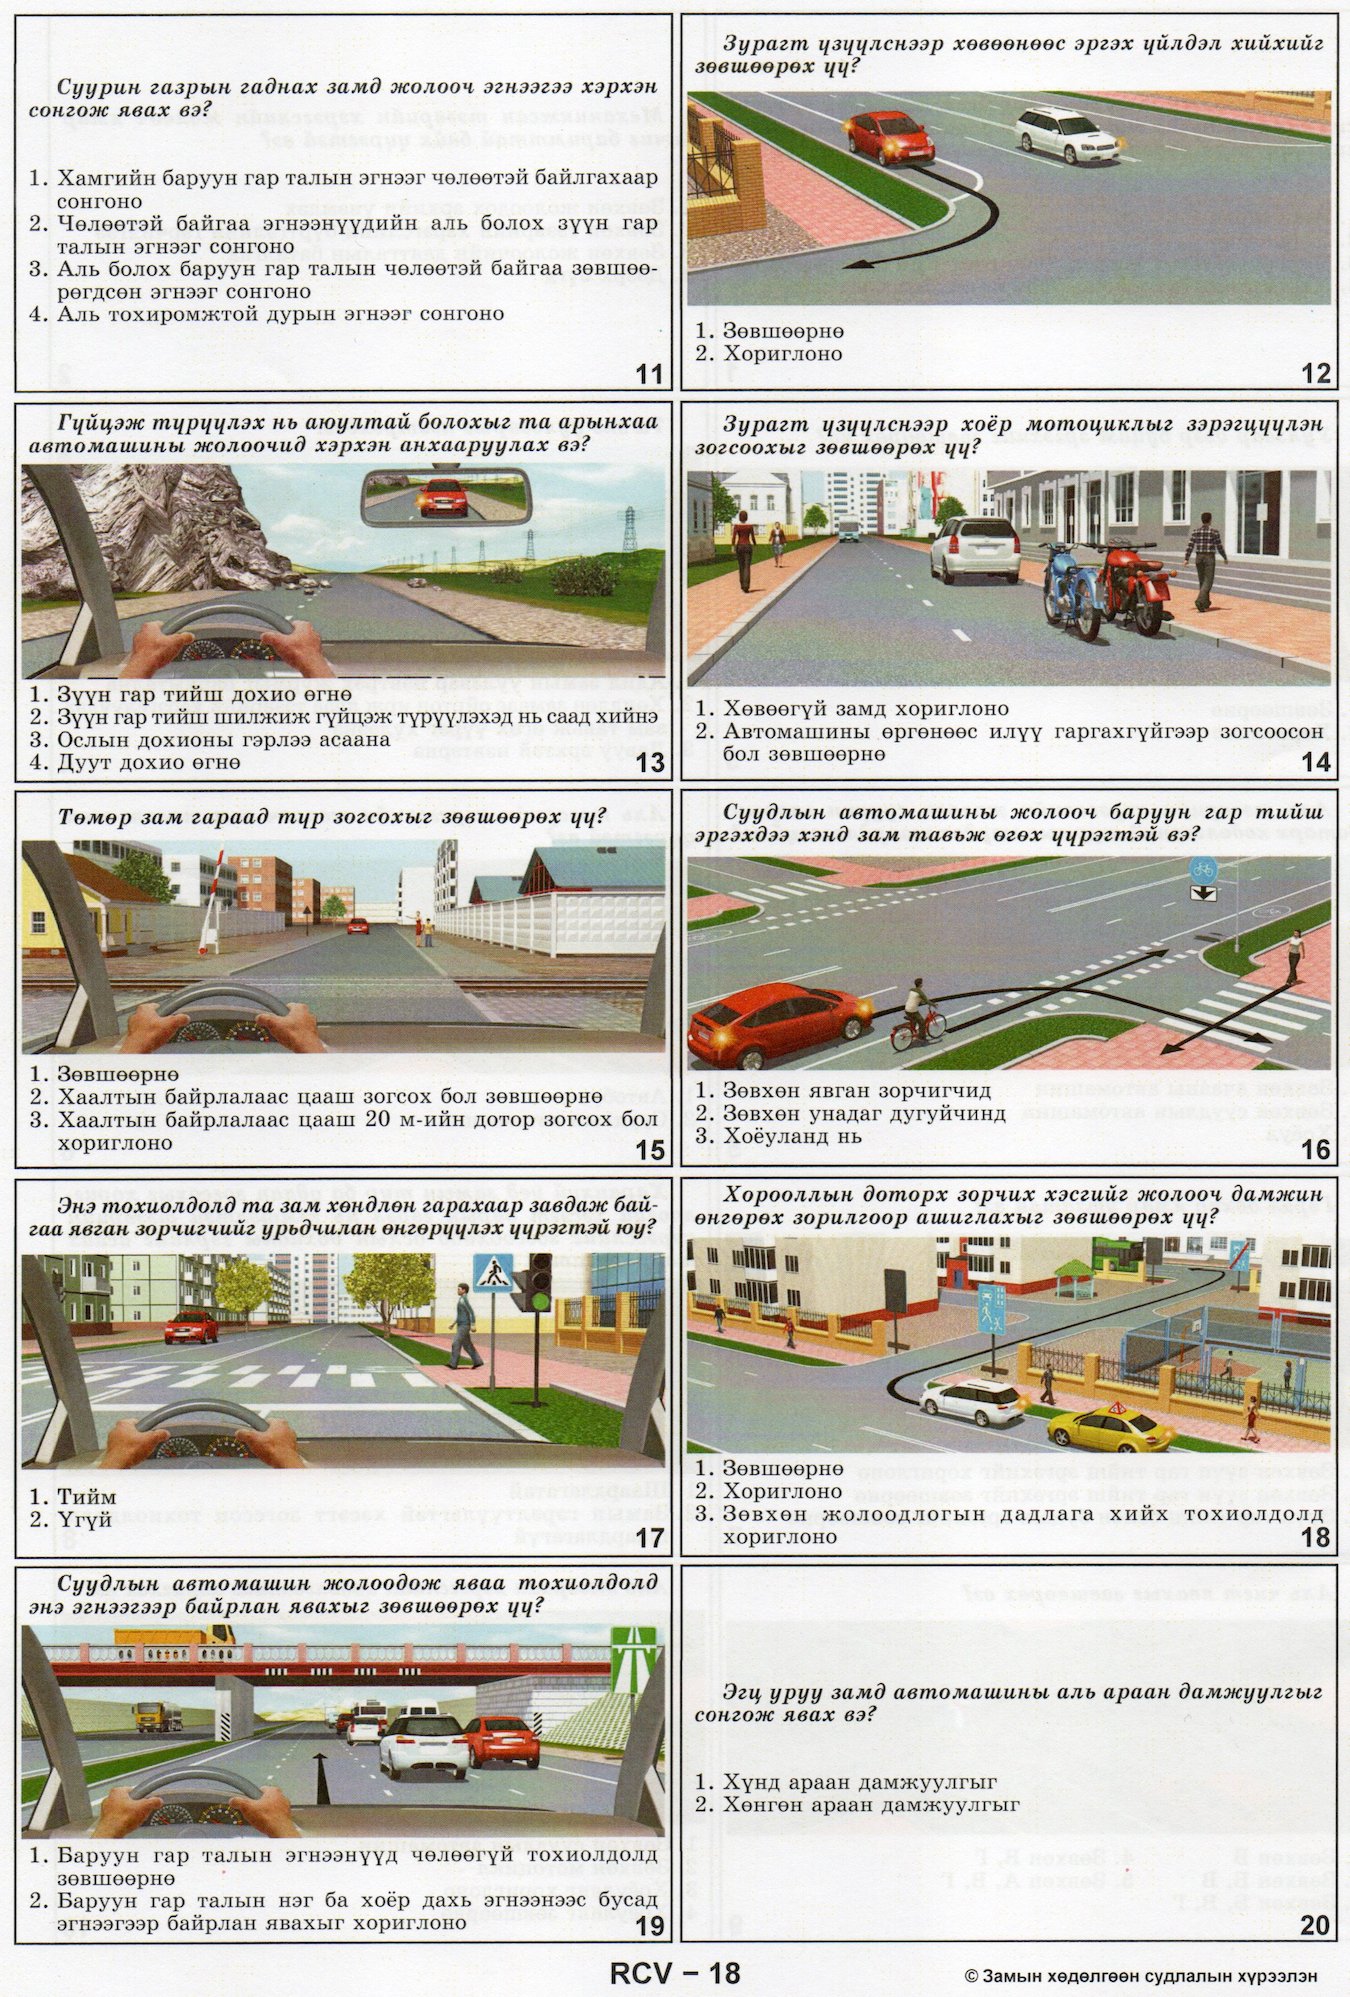 Суурин газрын гаднах замд жолооч эгнээгээ хэрхэн
сонгож явах вэ?
1. Хамгийн баруун гар талын эгнээг чөлөөтэй байлгахаар
сонгоно
2. Чөлөөтэй байгаа эгнээнүүдийн аль болох зүүн гар
талын эгнээг сонгоно
3. Аль болох баруун гар талын чөлөөтэй байгаа зөвшөө-
рөгдсөн эгнээг сонгоно
4. Аль тохиромжтой дурын эгнээг сонгоно
11
Зурагт үзүүлснээр хөвөөнөөс эргэх үйлдэл хийхийг
зөвшөөрөх үү?
1. Зөвшөөрнө
2. Хориглоно
12
Гүйцэж түрүүлэх нь аюултай болохыг та арынхаа
автомашины жолоочид хэрхэн анхааруулах вэ?
1. Зүүн гар тийш дохио өгнө
2. Зүүн гар тийш шилжиж гүйцэж түрүүлэхэд нь саад хийнэ
3. Ослын дохионы гэрлээ асаана
4. Дуут дохио өгнө
13
Зурагт үзүүлснээр хоёр мотоциклыг зэрэгцүүлэн
зогсоохыг зөвшөөрөх үү?
1. Хөвөөгүй замд хориглоно
2. Автомашины өргөнөөс илүү гаргахгүйгээр зогсоосон
бол зөвшөөрнө
14
Төмөр зам гараад түр зогсохыг зөвшөөрөх үү?
1. Зөвшөөрнө
2. Хаалтын байрлалаас цааш зогсох бол зөвшөөрнө
3. Хаалтын байрлалаас цааш 20 м-ийн дотор зогсох бол
хориглоно
15
Суудлын автомашины жолооч баруун гар тийш
эргэхдээ хэнд зам тавьж өгөх үүрэгтэй вэ?
1. Зөвхөн явган зорчигчид
2. Зөвхөн унадаг дугуйчинд
3. Хоёуланд нь
16
Энэ тохиолдолд та зам хөндлөн гарахаар завдаж бай-
гаа явган зорчигчийг урьдчилан өнгөрүүлэх үүрэгтэй юу?
1. Тийм
2. Үгүй
17
Хорооллын доторх зорчих хэсгийг жолооч дамжин
өнгөрөх зорилгоор ашиглахыг зөвшөөрөх үү?
1. Зөвшөөрнө
2. Хориглоно
3. Зөвхөн жолоодлогын дадлага хийх тохиолдолд
хориглоно
18
Суудлын автомашин жолоодож яваа тохиолдолд
энэ эгнээгээр байрлан явахыг зөвшөөрөх үү?
1. Баруун гар талын эгнээнүүд чөлөөгүй тохиолдолд
зөвшөөрнө
2. Баруун гар талын нэг ба хоёр дахь эгнээнээс бусад
эгнээгээр байрлан явахыг хориглоно
19
Эгц уруу замд автомашины аль араан дамжуулгыг
сонгож явах вэ?
1. Хүнд араан дамжуулгыг
2. Хөнгөн араан дамжуулгыг
20
RCV – 18
© Замын хөдөлгөөн судлалын хүрээлэн